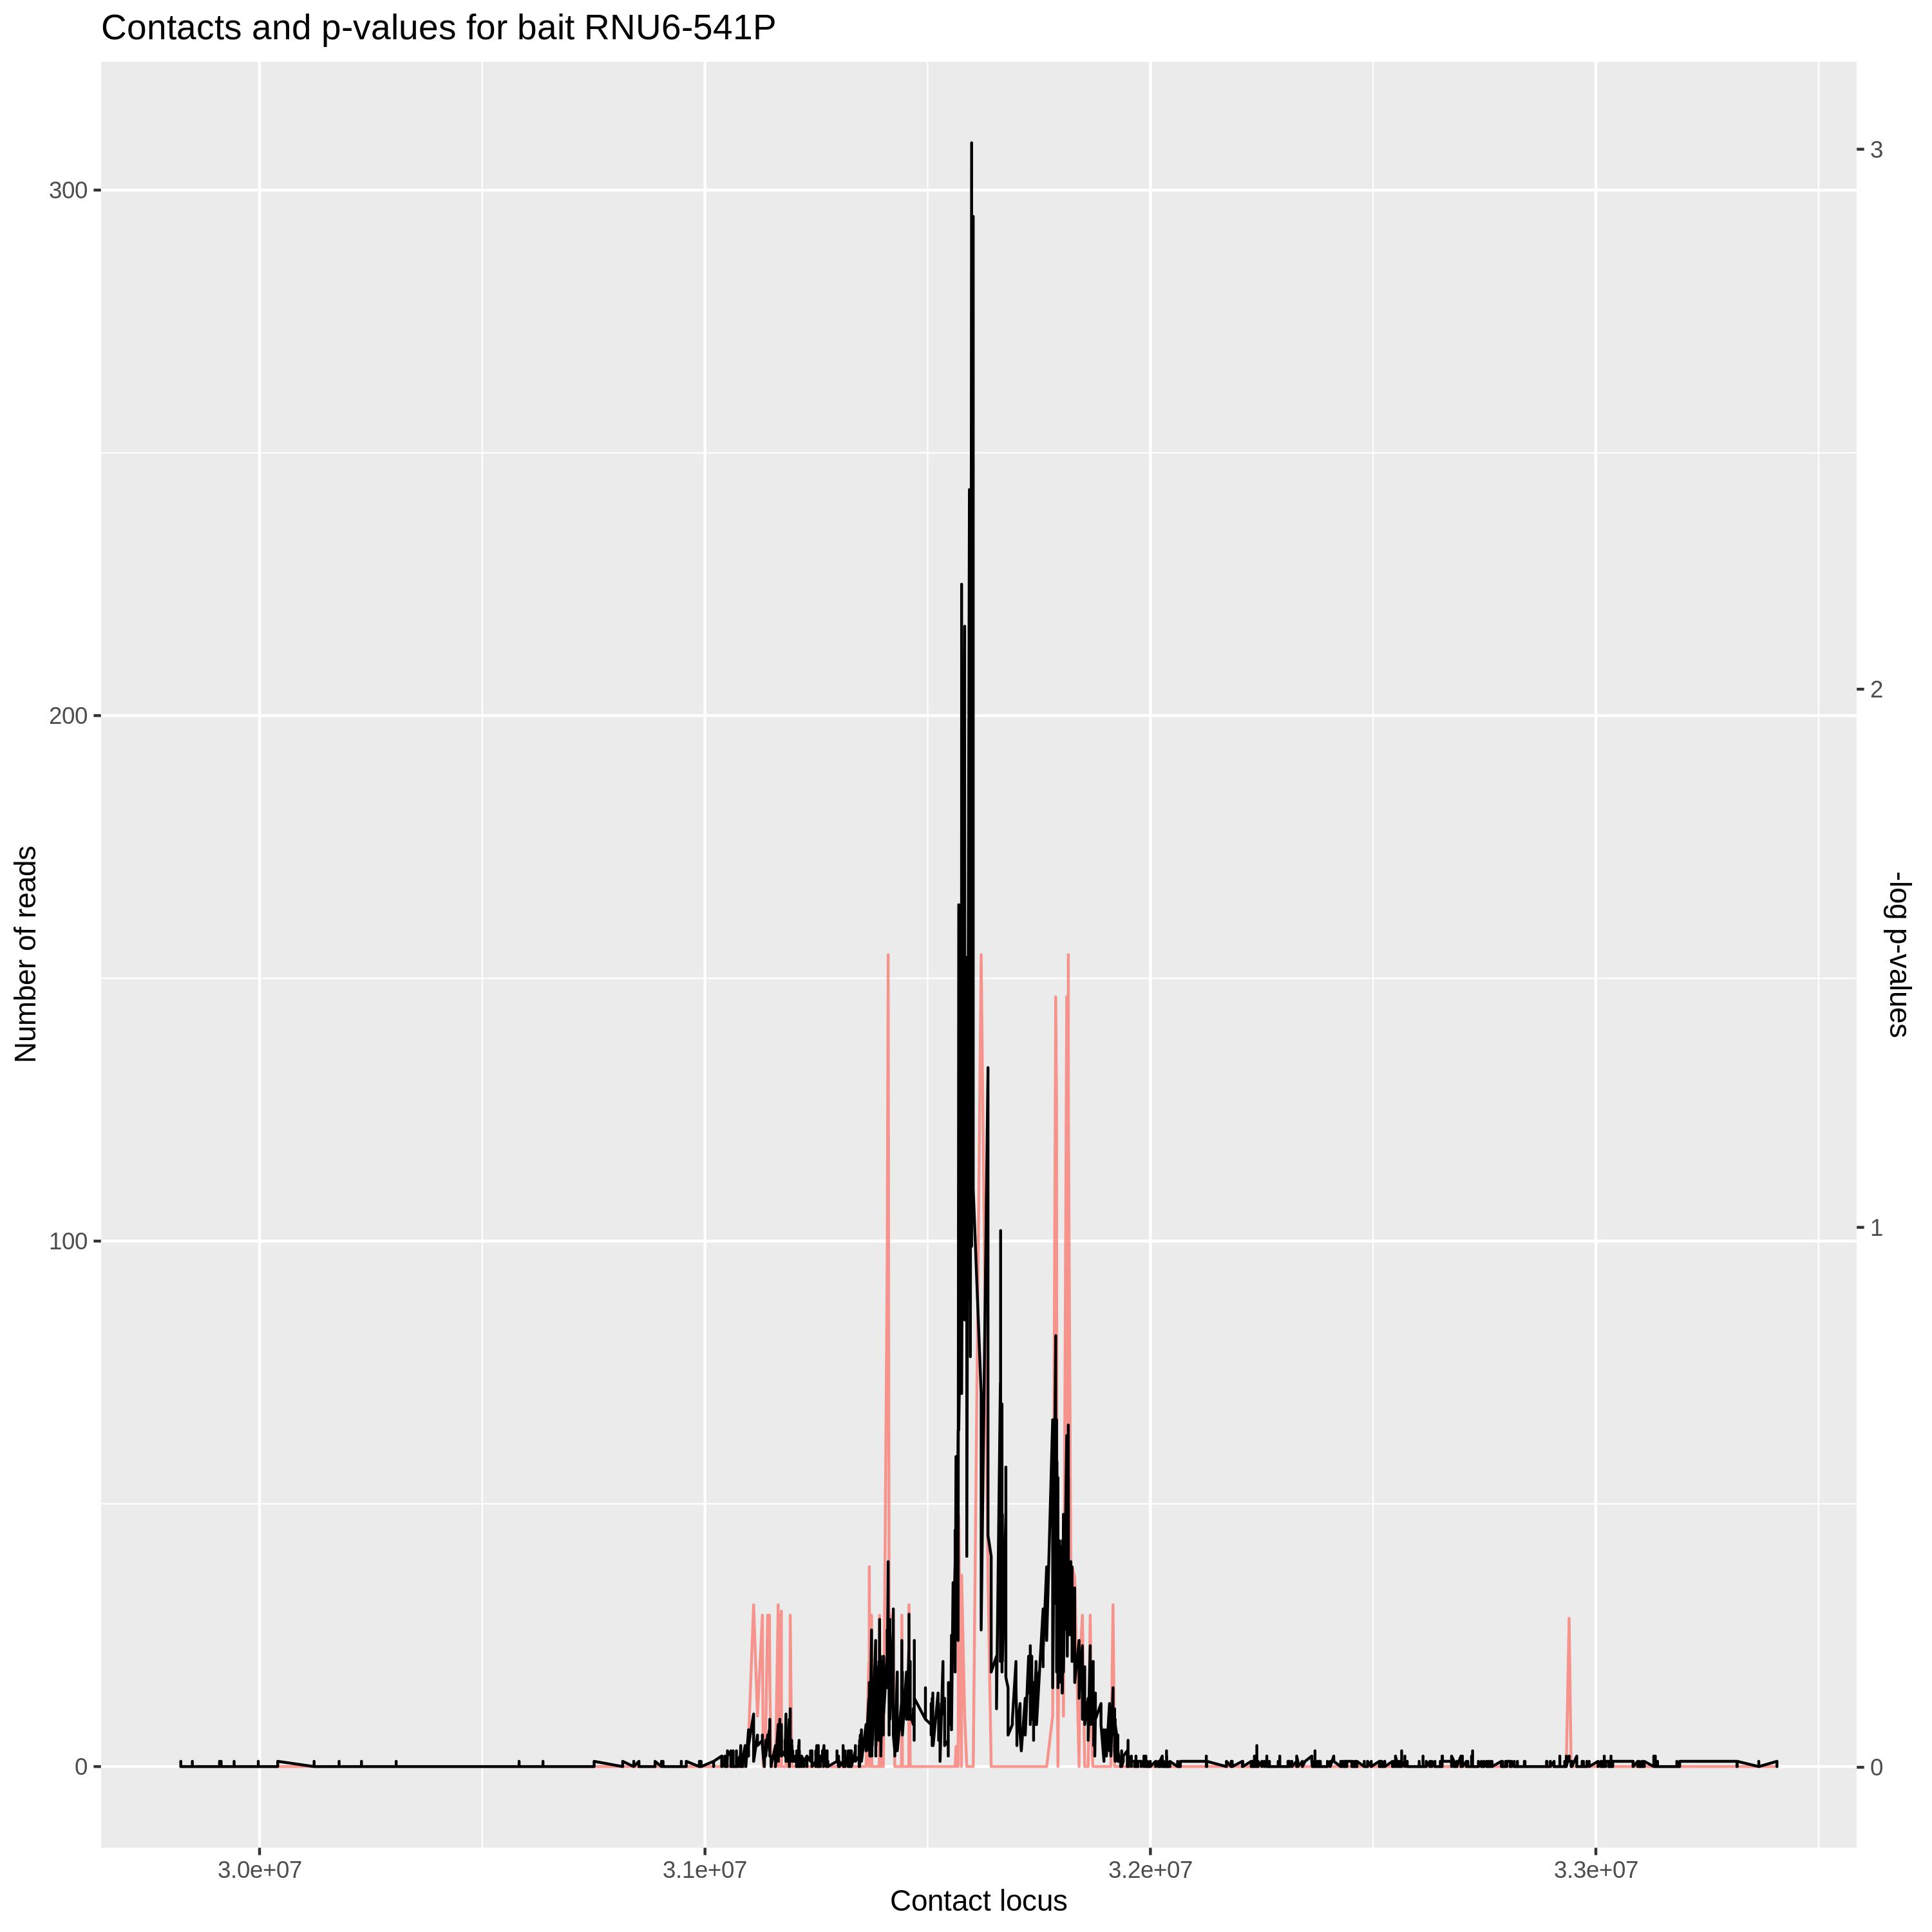 Contacts and p-values for bait RNU6-541P
300
200
100
0
3
2
1
0
Number of reads
-log p-values
3.0e+07
3.1e+07
3.2e+07
3.3e+07
Contact locus